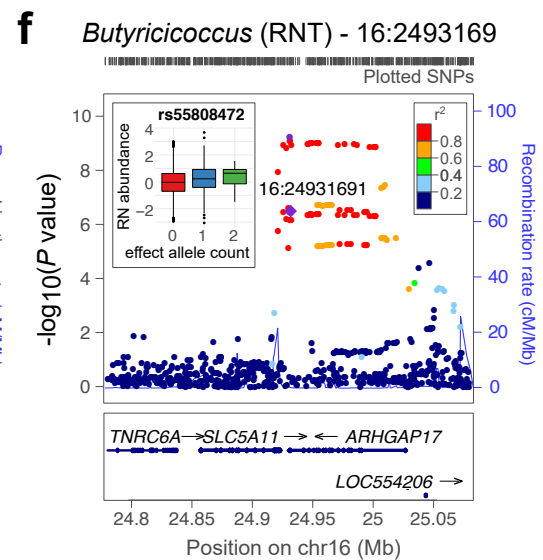 f
Butyricicoccus (RNT) - 16:2493169
Plotted SNPs
-log10(P value)
10
8
6
4
2
0
rs55808472
RN abundance
4
2
0
−2
0 1 2
effect allele count
16:24931691
r2
0.8
0.6
0.4
0.2
100
80
60
40
20
0
Recombination rate (cM/Mb)
TNRC6A→SLC5A11 → ← ARHGAP17
LOC554206 →
24.8 24.85 24.9 24.95 25 25.05
Position on chr16 (Mb)